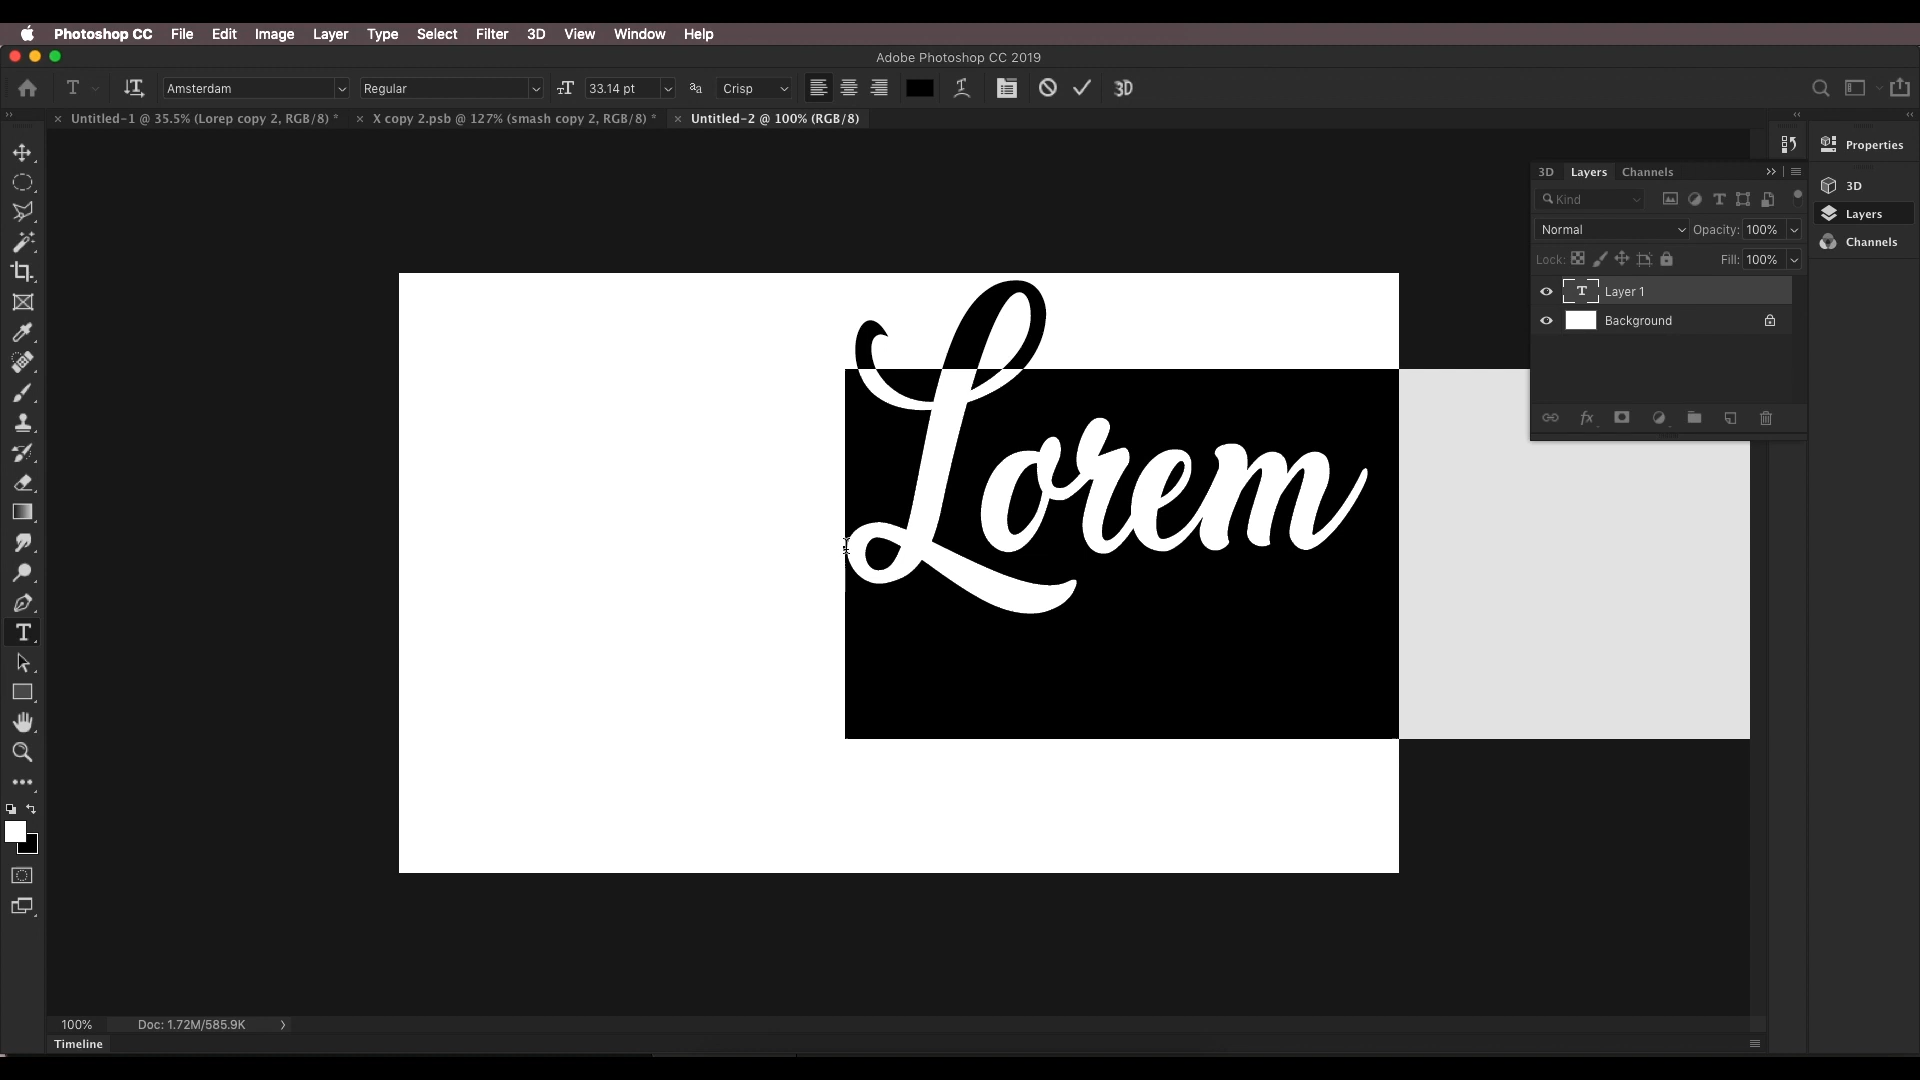 Photoshop CC File Edit Image Layer Type Select Filter 3D View Window Help
Adobe Photoshop CC 2019
Amsterdam Regular 33.14 pt aa Crisp 3D
Untitled-1 @ 35.5% (Lorep copy 2, RGB/8) * X copy 2.psb @ 127% (smash copy 2, RGB/8) * Untitled-2 @ 100% (RGB/8)
Properties
3D Layers Channels
3D
Kind
Layers
Normal Opacity: 100%
Channels
Lock: Fill: 100%
T Layer 1
Background
fx
Lorem
100% Doc: 1.72M/585.9K
Timeline